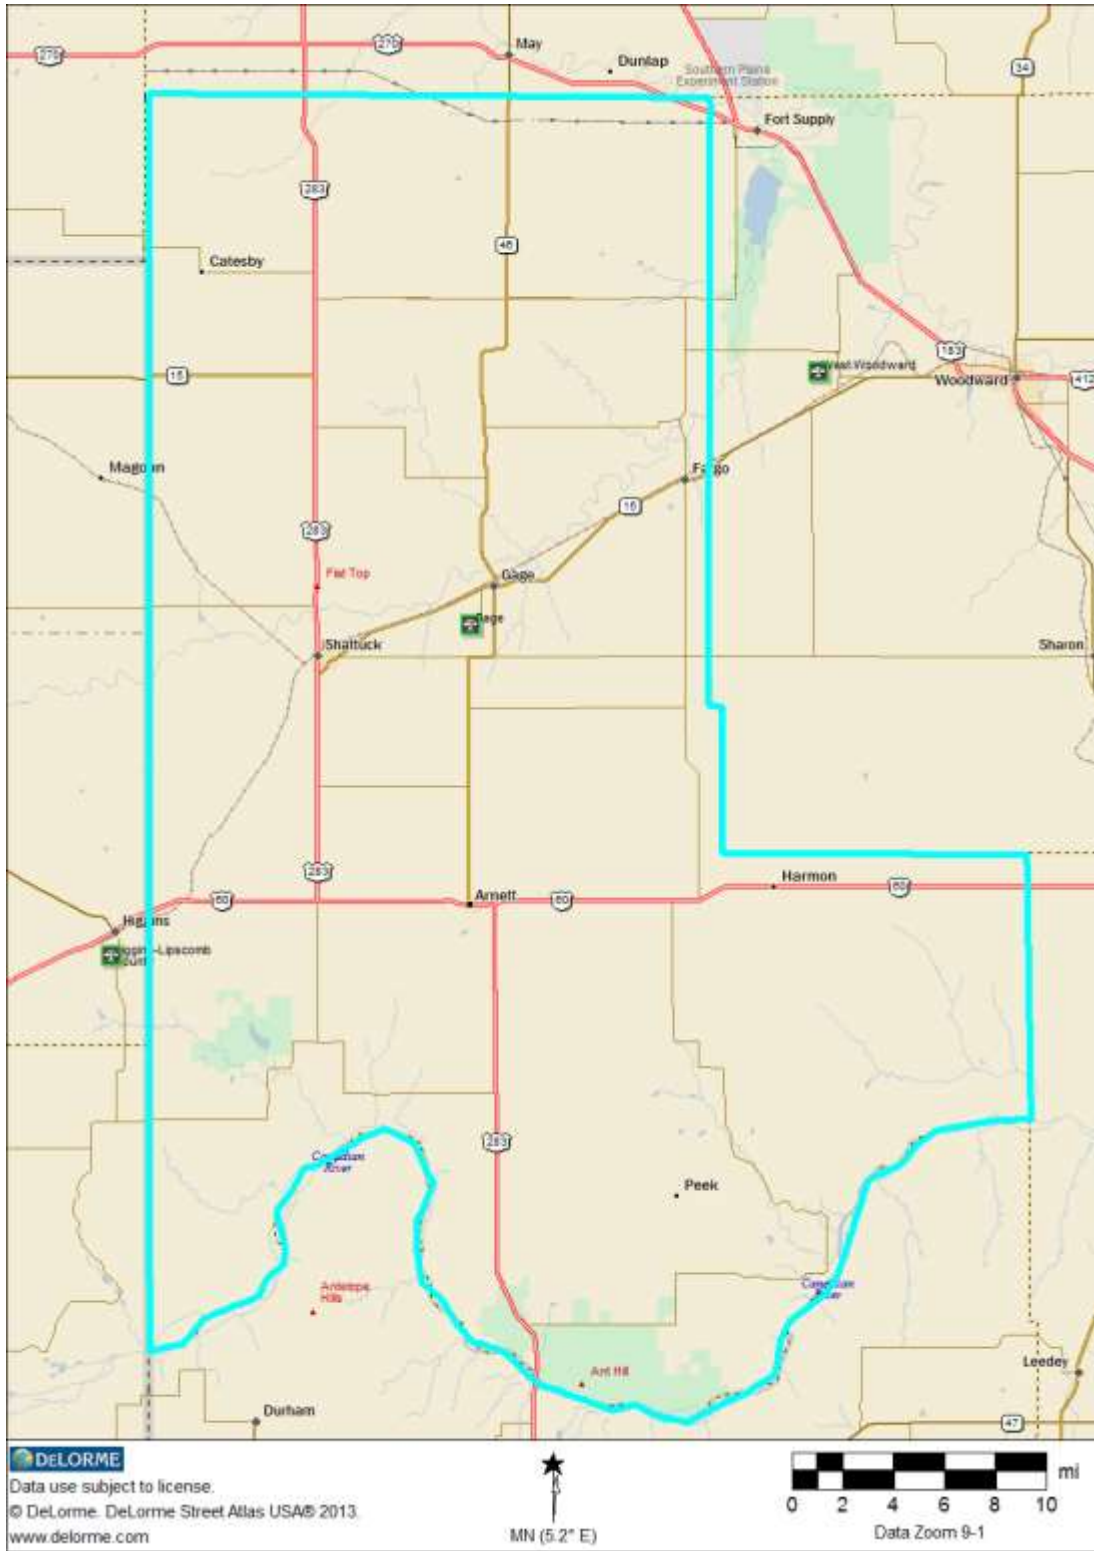 270
270
May
Dunlap
34
Southern Plains
Experiment Station
Fort Supply
283
46
Catesby
15
183
West Woodward
Woodward
412
Magoun
Fargo
15
283
Flat Top
Gage
Gage
Shattuck
Sharon
283
Harmon
60
60
60
Arnett
Higgins
Higgins-Lipscomb
County
283
Canadian
River
Peek
Antelope
Hills
Canadian
River
Ant Hill
Leedey
Durham
47
DELORME
Data use subject to license.
© DeLorme. DeLorme Street Atlas USA® 2013.
www.delorme.com
MN (5.2° E)
mi
0 2 4 6 8 10
Data Zoom 9-1